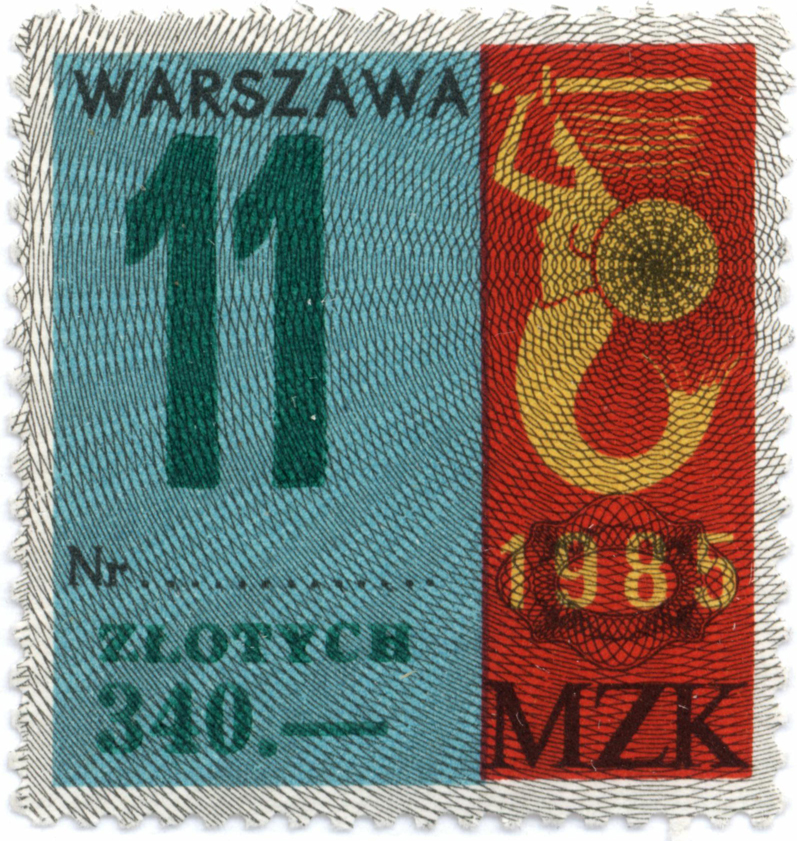 WARSZAWA
11
Nr...............
ZŁOTYCH
340.—
1985
MZK